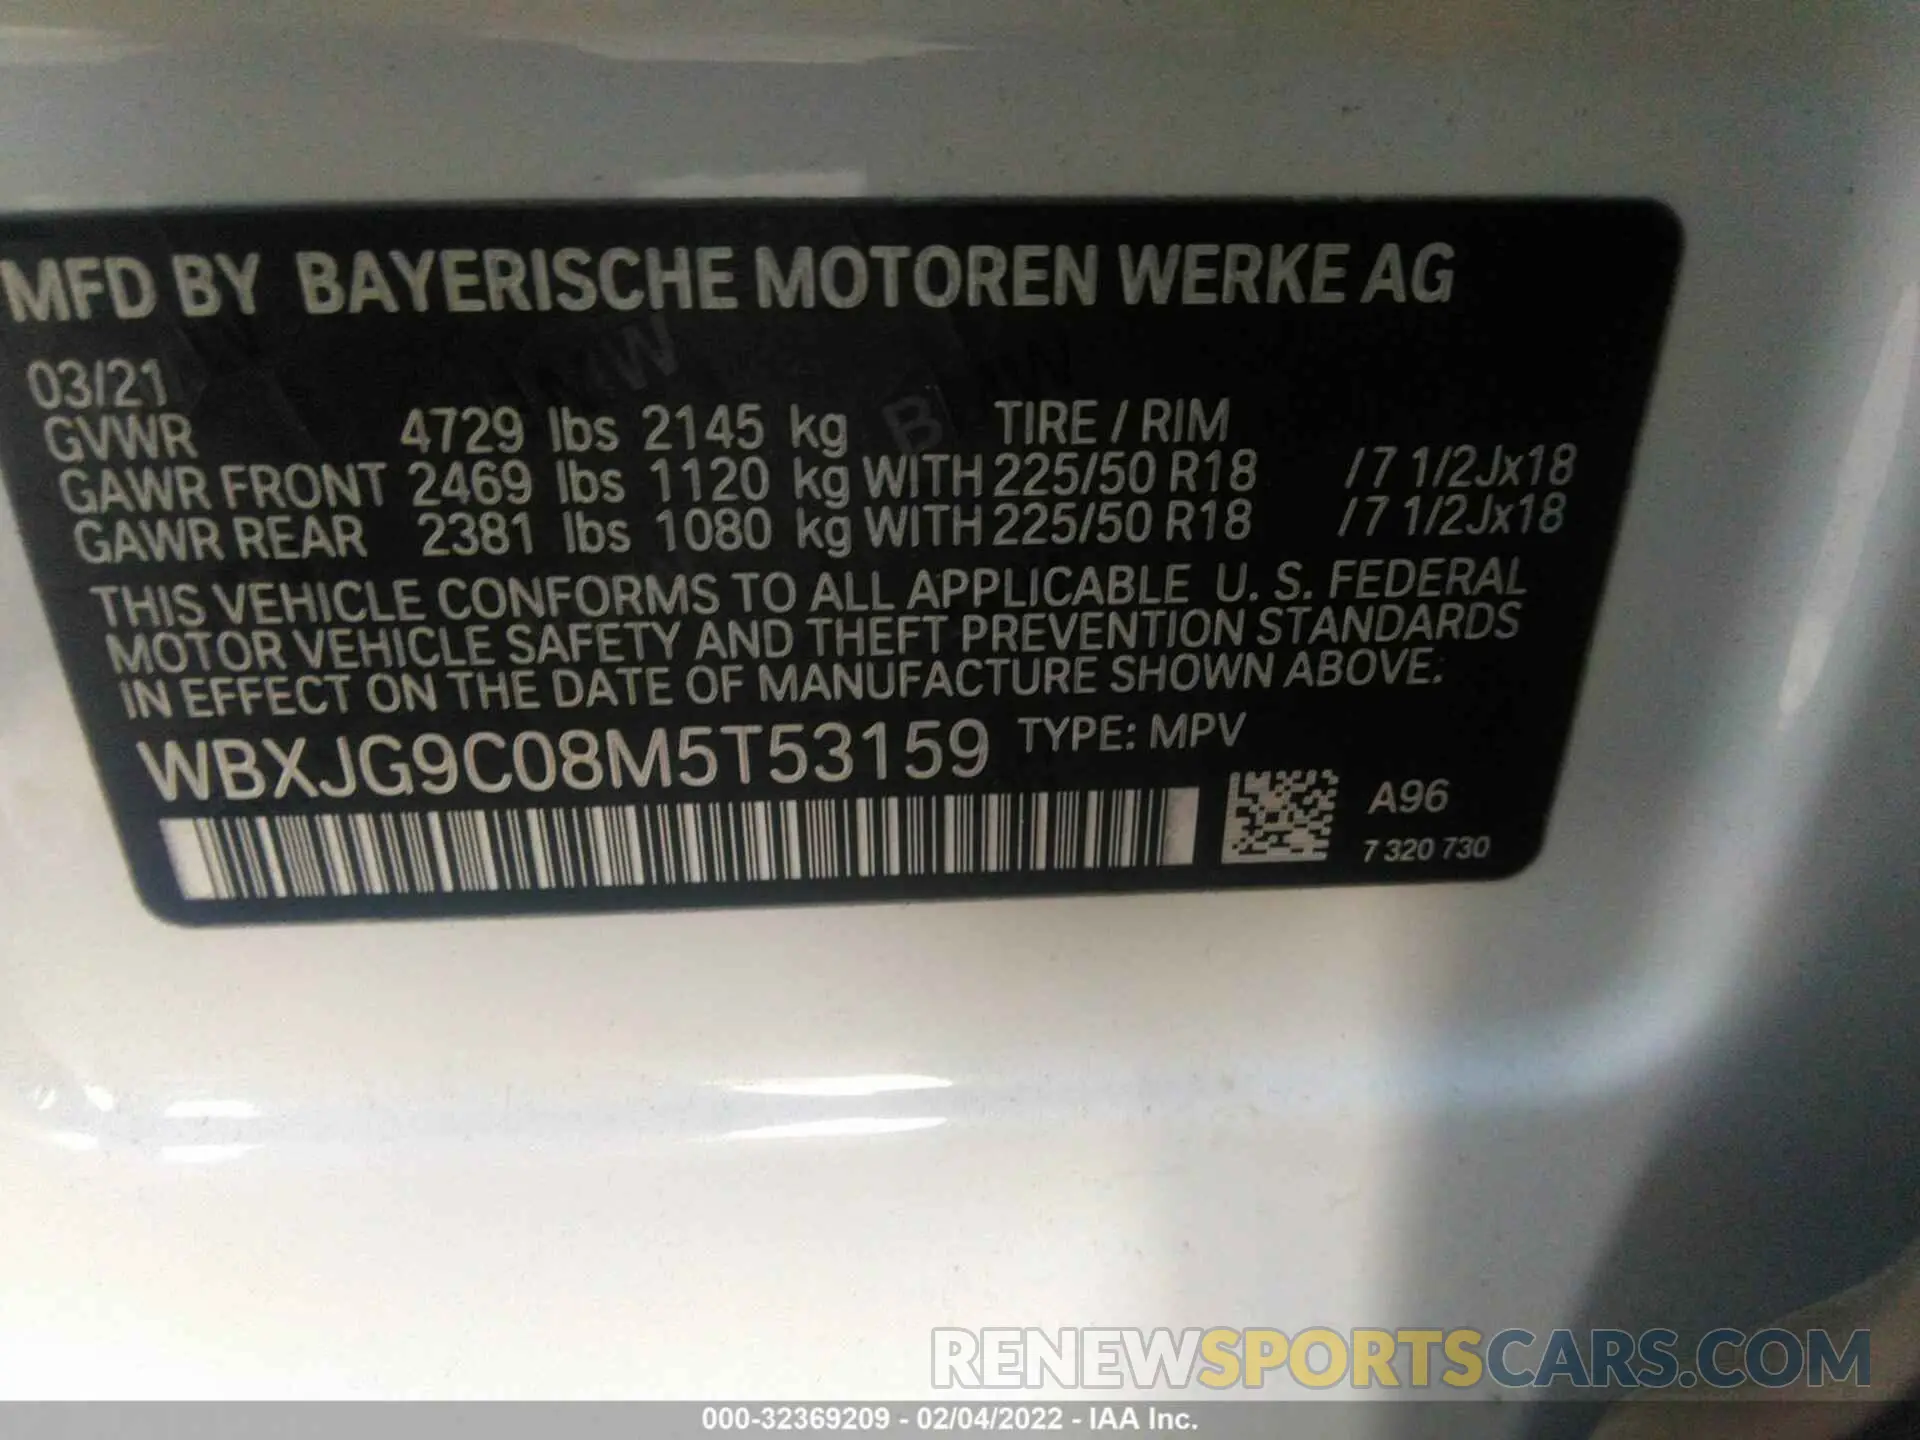 MFD BY BAYERISCHE MOTOREN WERKE AG
03/21
GVWR 4729 lbs 2145 kg TIRE / RIM
GAWR FRONT 2469 lbs 1120 kg WITH 225/50 R18 /7 1/2Jx18
GAWR REAR 2381 lbs 1080 kg WITH 225/50 R18 /7 1/2Jx18
THIS VEHICLE CONFORMS TO ALL APPLICABLE U. S. FEDERAL
MOTOR VEHICLE SAFETY AND THEFT PREVENTION STANDARDS
IN EFFECT ON THE DATE OF MANUFACTURE SHOWN ABOVE.
WBXJG9C08M5T53159 TYPE: MPV
A96
7 320 730
RENEWSPORTSCARS.COM
000-32369209 - 02/04/2022 - IAA Inc.